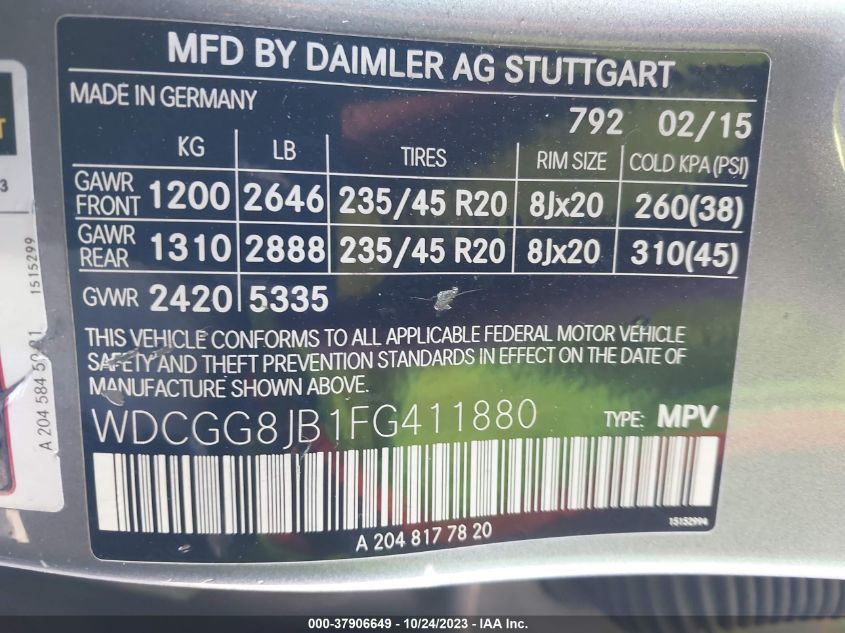 MFD BY DAIMLER AG STUTTGART
MADE IN GERMANY
792 02/15
KG LB TIRES RIM SIZE COLD KPA (PSI)
GAWR FRONT 1200 2646 235/45 R20 8Jx20 260(38)
GAWR REAR 1310 2888 235/45 R20 8Jx20 310(45)
GVWR 2420 5335
THIS VEHICLE CONFORMS TO ALL APPLICABLE FEDERAL MOTOR VEHICLE
SAFETY AND THEFT PREVENTION STANDARDS IN EFFECT ON THE DATE OF
MANUFACTURE SHOWN ABOVE.
WDCGG8JB1FG411880 TYPE: MPV
15152994
A 204 817 78 20
1515299
A 204 584
000-37906649 - 10/24/2023 - IAA Inc.